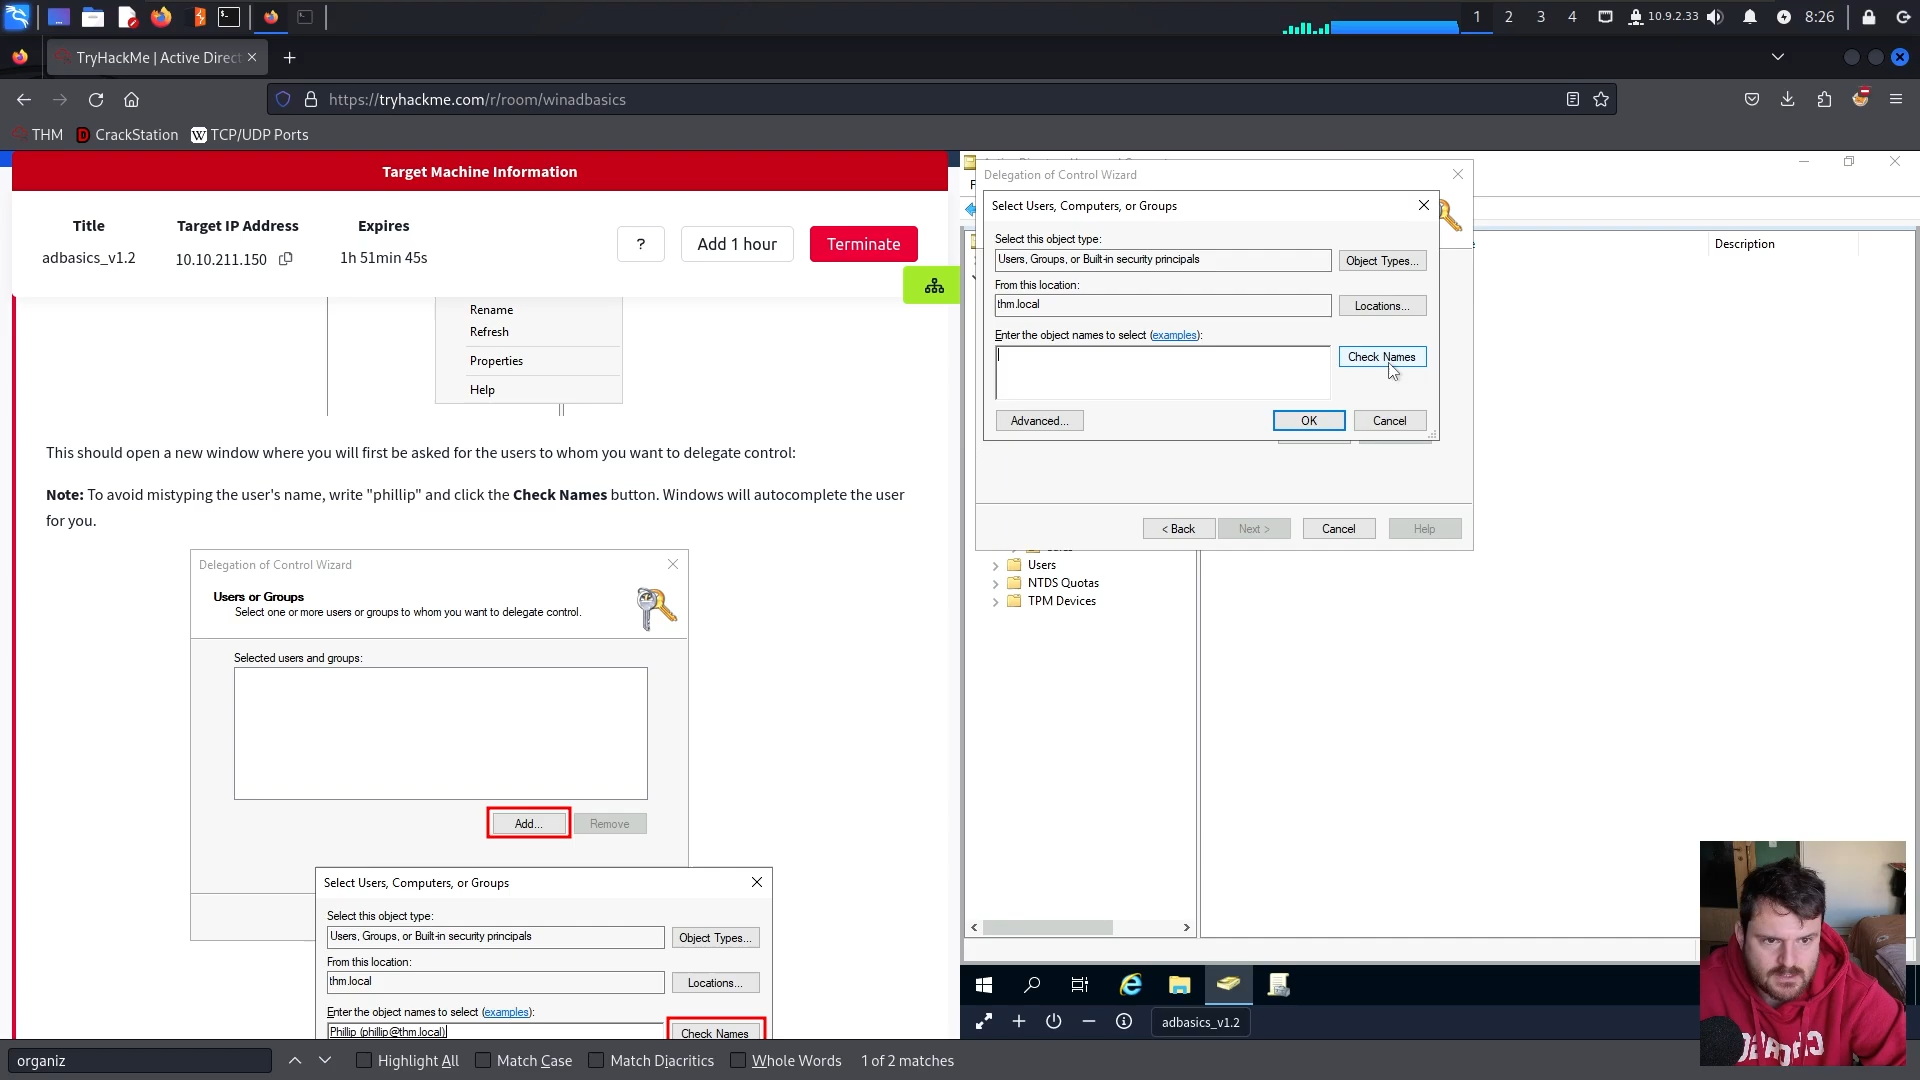 1
2
3
4
10.9.2.33
8:26
TryHackMe | Active Direct
https://tryhackme.com/r/room/winadbasics
THM
CrackStation
TCP/UDP Ports
Target Machine Information
Title
Target IP Address
Expires
adbasics_v1.2
10.10.211.150
1h 51min 45s
?
Add 1 hour
Terminate
Rename
Refresh
Properties
Help
This should open a new window where you will first be asked for the users to whom you want to delegate control:
Note: To avoid mistyping the user's name, write "phillip" and click the Check Names button. Windows will autocomplete the user
for you.
Delegation of Control Wizard
Users or Groups
Select one or more users or groups to whom you want to delegate control.
Selected users and groups:
Add...
Remove
Select Users, Computers, or Groups
Select this object type:
Users, Groups, or Built-in security principals
Object Types...
From this location:
thm.local
Locations...
Enter the object names to select (examples):
Phillip (phillip@thm.local)
Check Names
Delegation of Control Wizard
Select Users, Computers, or Groups
Select this object type:
Users, Groups, or Built-in security principals
Object Types...
From this location:
thm.local
Locations...
Enter the object names to select (examples):
Check Names
Advanced...
OK
Cancel
< Back
Next >
Cancel
Help
Description
Users
NTDS Quotas
TPM Devices
adbasics_v1.2
organiz
Highlight All
Match Case
Match Diacritics
Whole Words
1 of 2 matches